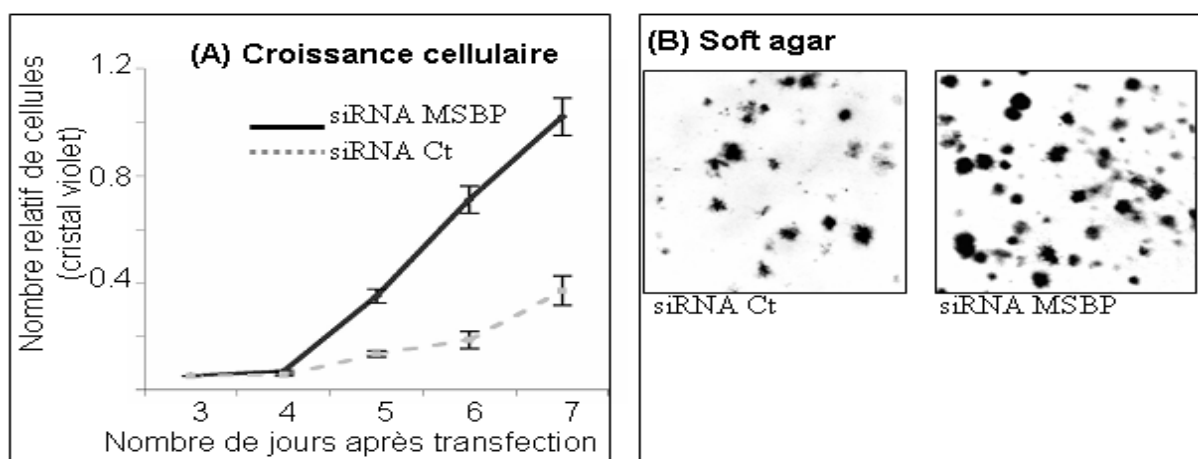 (A) Croissance cellulaire
Nombre relatif de cellules
(cristal violet)
1.2
0.8
0.4
siRNA MSBP
siRNA Ct
3 4 5 6 7
Nombre de jours après transfection
(B) Soft agar
siRNA Ct
siRNA MSBP